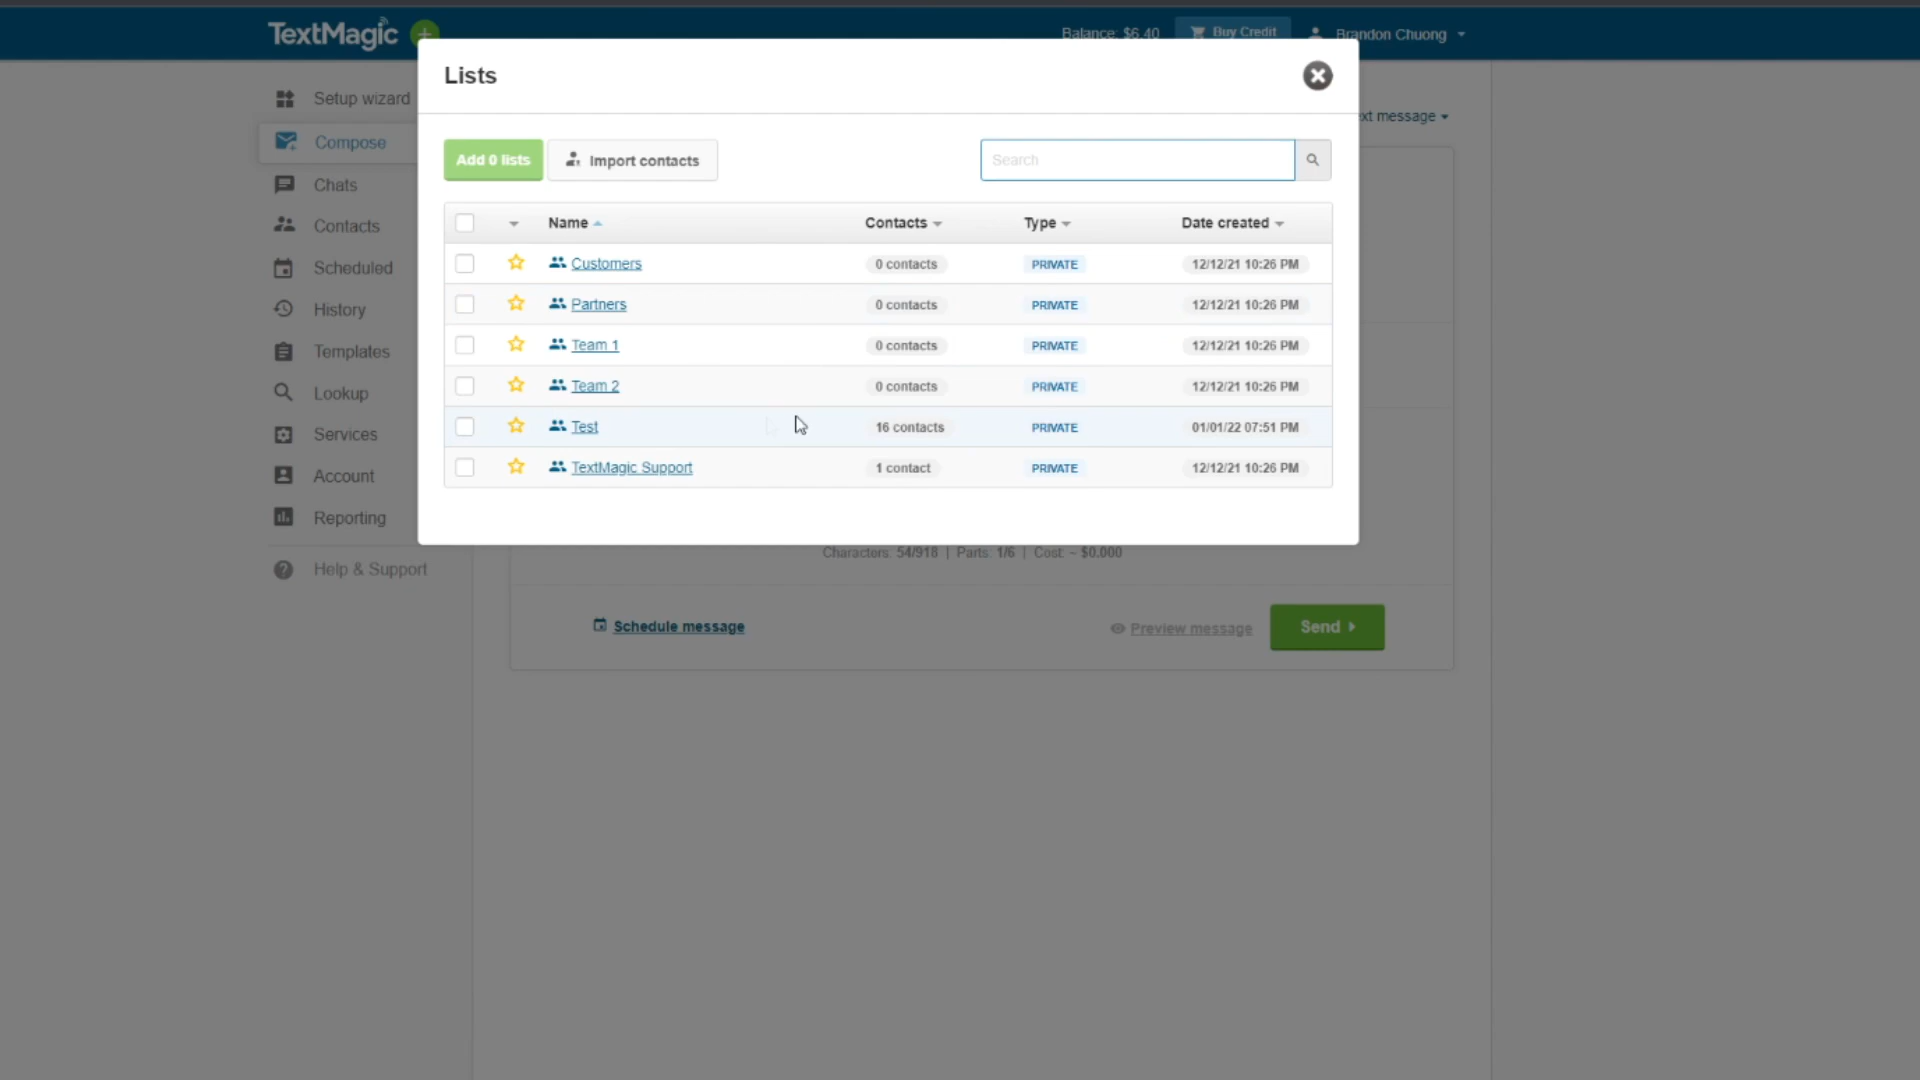 TextMagic
Balance: $6.40
Buy Credit
Brandon Chuong
Lists
Setup wizard
Compose
Chats
Contacts
Scheduled
History
Templates
Lookup
Services
Account
Reporting
Help & Support
Add 0 lists
Import contacts
Search
Name Contacts Type Date created
Customers 0 contacts PRIVATE 12/12/21 10:26 PM
Partners 0 contacts PRIVATE 12/12/21 10:26 PM
Team 1 0 contacts PRIVATE 12/12/21 10:26 PM
Team 2 0 contacts PRIVATE 12/12/21 10:26 PM
Test 16 contacts PRIVATE 01/01/22 07:51 PM
TextMagic Support 1 contact PRIVATE 12/12/21 10:26 PM
message
Characters: 54/918 | Parts: 1/6 | Cost: ~ $0.000
Schedule message
Preview message
Send